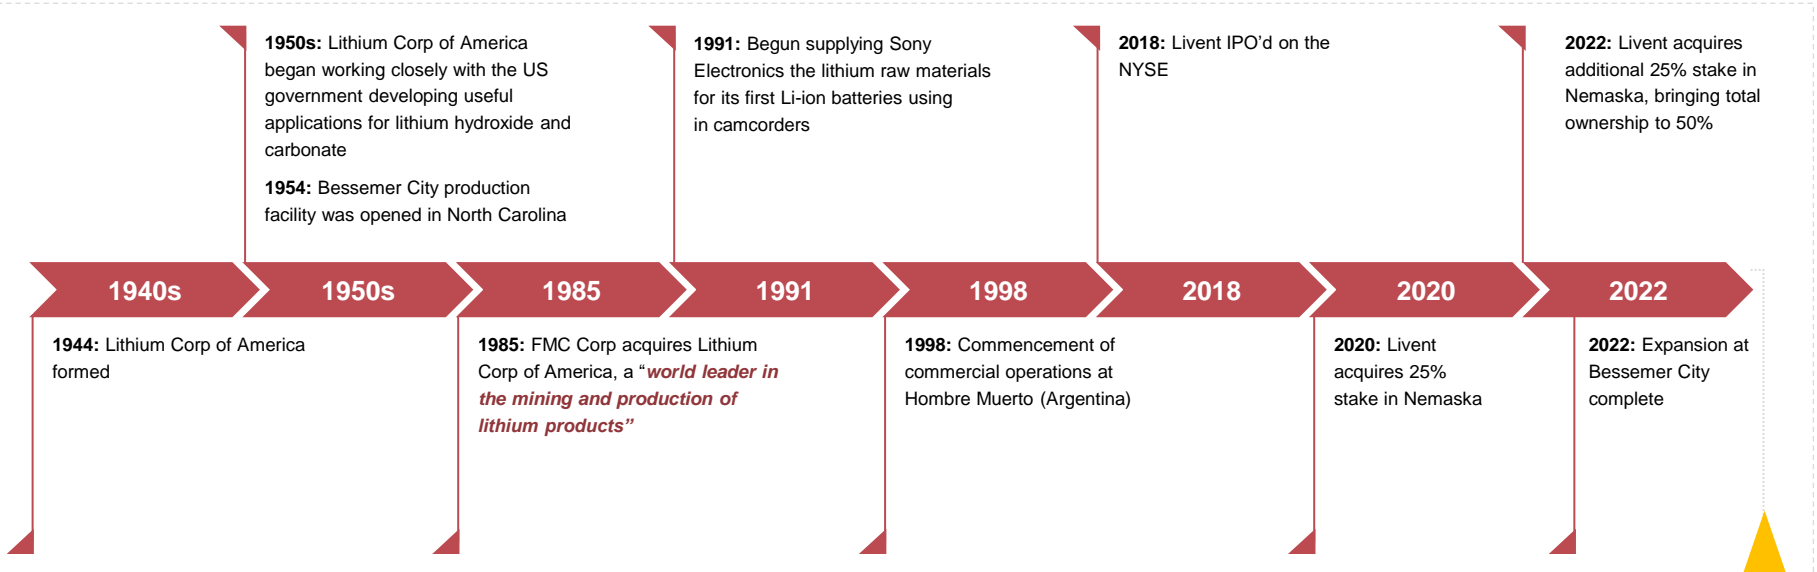 1950s: Lithium Corp of America
began working closely with the US
government developing useful
applications for lithium hydroxide and
carbonate
1954: Bessemer City production
facility was opened in North Carolina
1991: Begun supplying Sony
Electronics the lithium raw materials
for its first Li-ion batteries using
in camcorders
2018: Livent IPO’d on the
NYSE
2022: Livent acquires
additional 25% stake in
Nemaska, bringing total
ownership to 50%
1940s
1950s
1985
1991
1998
2018
2020
2022
1944: Lithium Corp of America
formed
1985: FMC Corp acquires Lithium
Corp of America, a “world leader in
the mining and production of
lithium products”
1998: Commencement of
commercial operations at
Hombre Muerto (Argentina)
2020: Livent
acquires 25%
stake in Nemaska
2022: Expansion at
Bessemer City
complete